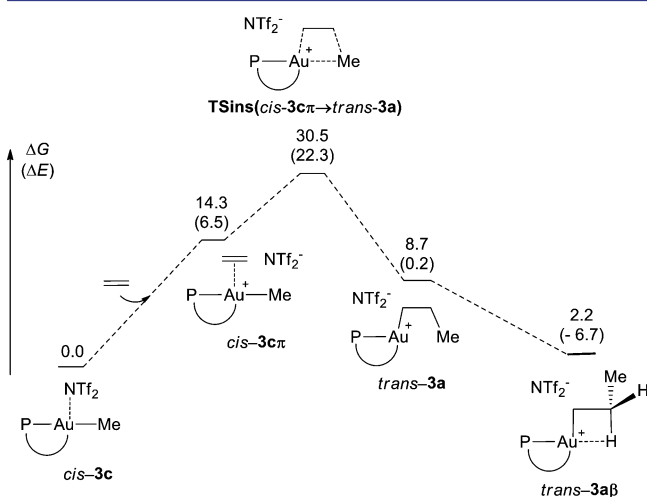 NTf2-
P Au+ Me
TSins(cis-3cπ→trans-3a)
30.5
(22.3)
ΔG
(ΔE)
14.3
(6.5)
NTf2-
P Au+ Me
cis–3cπ
8.7
(0.2)
NTf2-
P Au+ Me
trans–3a
2.2
(- 6.7)
NTf2-
Me
H
P Au+ H
trans–3aβ
0.0
NTf2
P Au Me
cis–3c